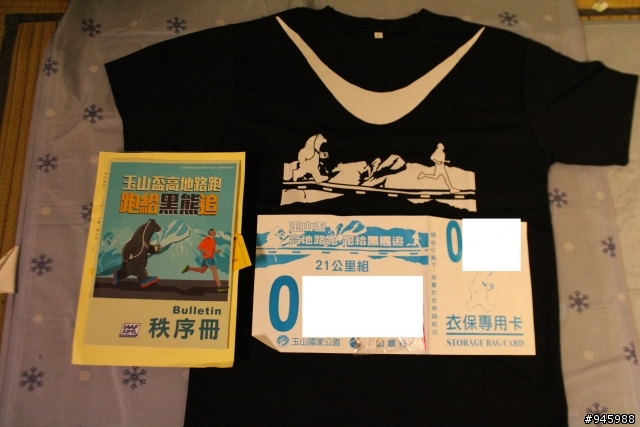 玉山盃高地路跑
跑給黑熊追
Bulletin
秩序冊
IAAF
AIMS
玉山盃
高地路跑 跑給黑熊追
21公里組
0
玉山國家公園
0
衣保專用卡
STORAGE BAG CARD
#945988